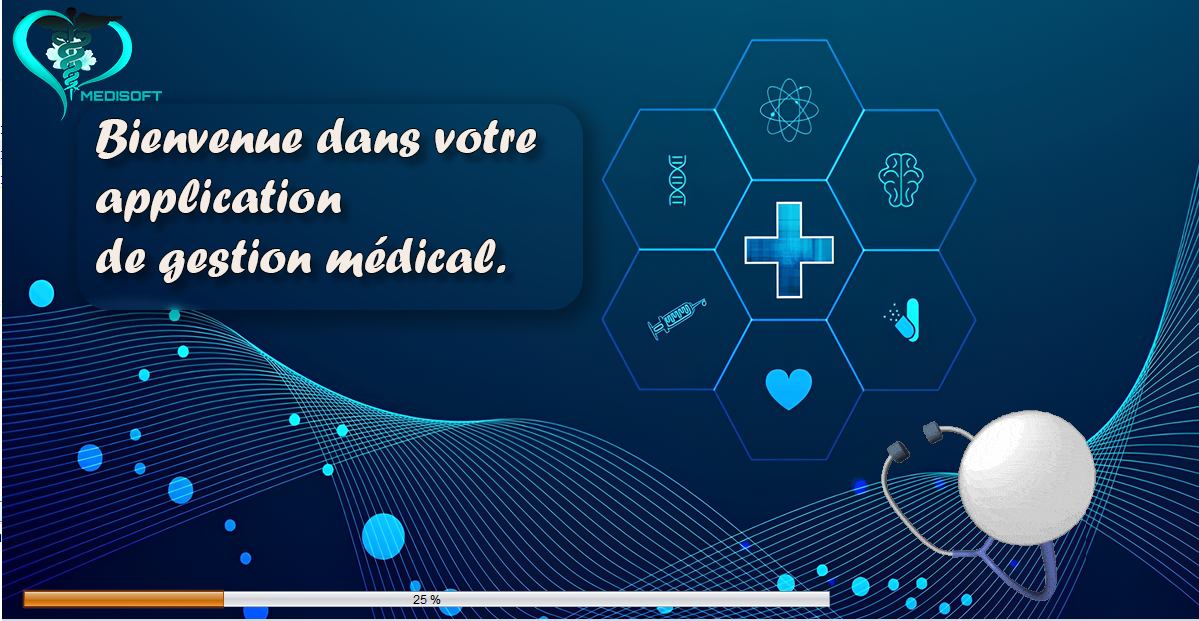 MEDISOFT
Bienvenue dans votre
application
de gestion médical.
25 %